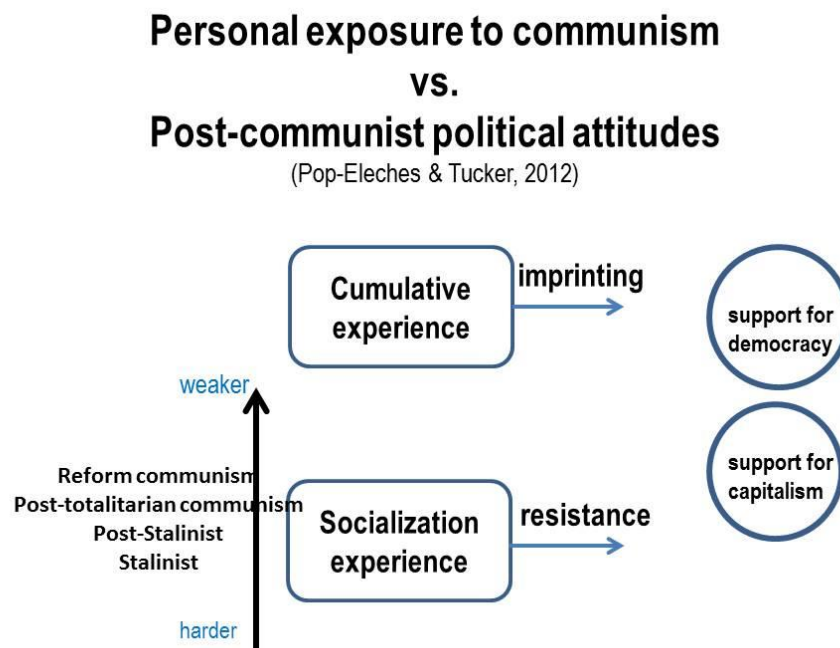 Personal exposure to communism
vs.
Post-communist political attitudes
(Pop-Eleches & Tucker, 2012)
Cumulative
experience
imprinting
support for
democracy
weaker
Reform communism
Post-totalitarian communism
Post-Stalinist
Stalinist
harder
Socialization
experience
resistance
support for
capitalism